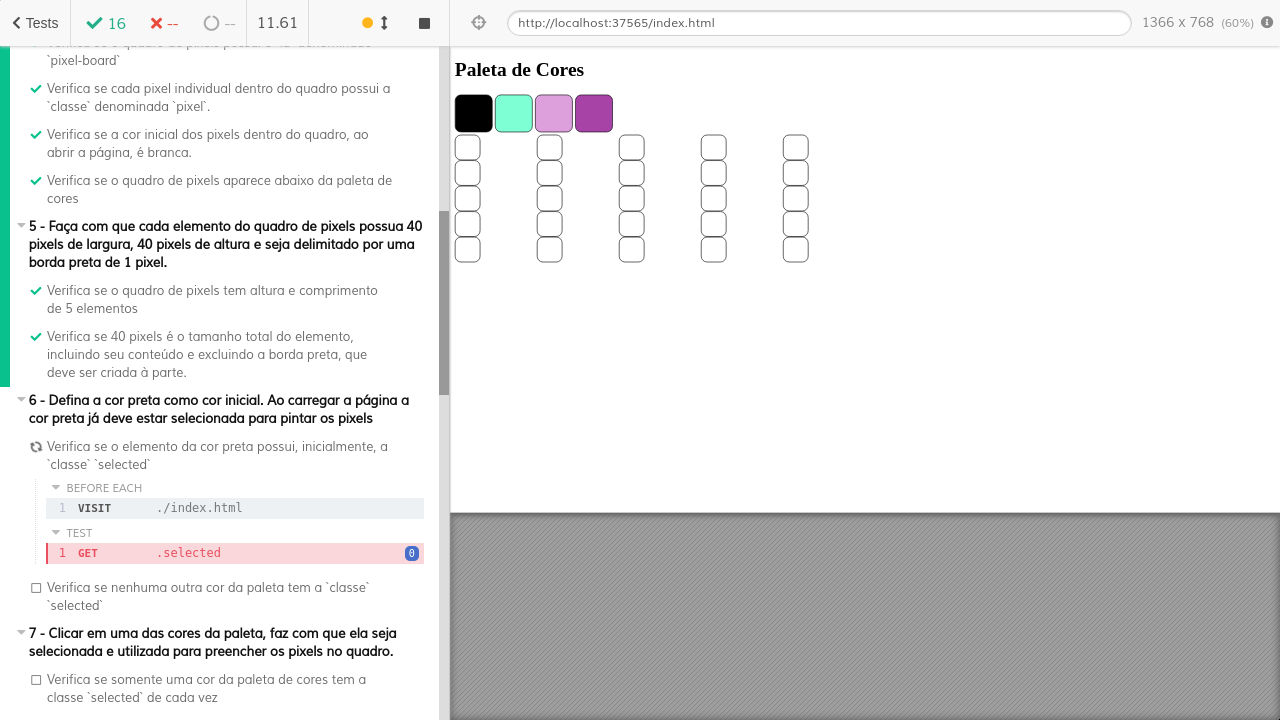 Tests
16
--
--
11.61
http://localhost:37565/index.html
1366 x 768 (60%)
`pixel-board`
Verifica se cada pixel individual dentro do quadro possui a
`classe` denominada `pixel`.
Verifica se a cor inicial dos pixels dentro do quadro, ao
abrir a página, é branca.
Verifica se o quadro de pixels aparece abaixo da paleta de
cores
5 - Faça com que cada elemento do quadro de pixels possua 40
pixels de largura, 40 pixels de altura e seja delimitado por uma
borda preta de 1 pixel.
Verifica se o quadro de pixels tem altura e comprimento
de 5 elementos
Verifica se 40 pixels é o tamanho total do elemento,
incluindo seu conteúdo e excluindo a borda preta, que
deve ser criada à parte.
6 - Defina a cor preta como cor inicial. Ao carregar a página a
cor preta já deve estar selecionada para pintar os pixels
Verifica se o elemento da cor preta possui, inicialmente, a
`classe` `selected`
BEFORE EACH
1 VISIT ./index.html
TEST
1 GET .selected 0
Verifica se nenhuma outra cor da paleta tem a `classe`
`selected`
7 - Clicar em uma das cores da paleta, faz com que ela seja
selecionada e utilizada para preencher os pixels no quadro.
Verifica se somente uma cor da paleta de cores tem a
classe `selected` de cada vez
Paleta de Cores